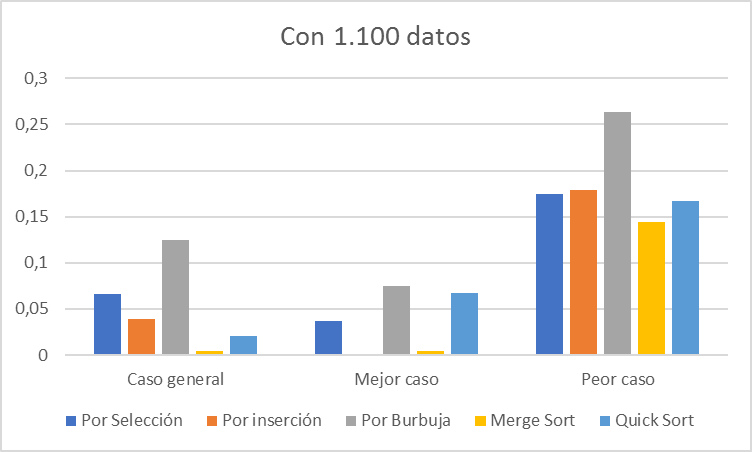 Con 1.100 datos
0,3
0,25
0,2
0,15
0,1
0,05
0
Caso general Mejor caso Peor caso
Por Selección Por inserción Por Burbuja Merge Sort Quick Sort